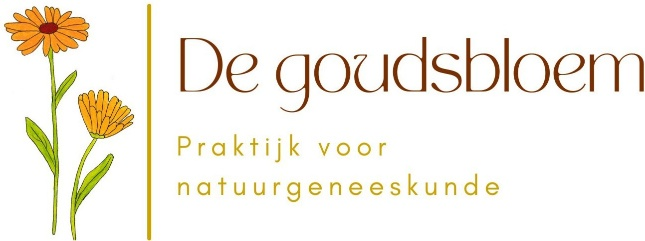 De goudsbloem
Praktijk voor
natuurgeneeskunde